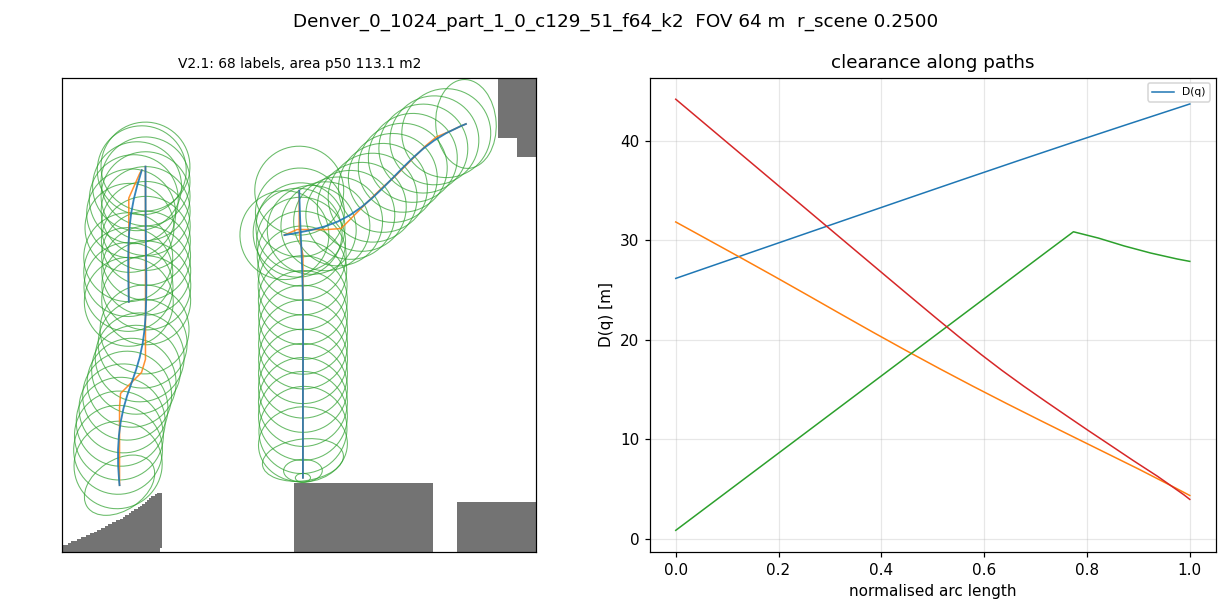 Denver_0_1024_part_1_0_c129_51_f64_k2  FOV 64 m  r_scene 0.2500
V2.1: 68 labels, area p50 113.1 m2
clearance along paths
D(q)
D(q) [m]
40
30
20
10
0
0.0 0.2 0.4 0.6 0.8 1.0
normalised arc length